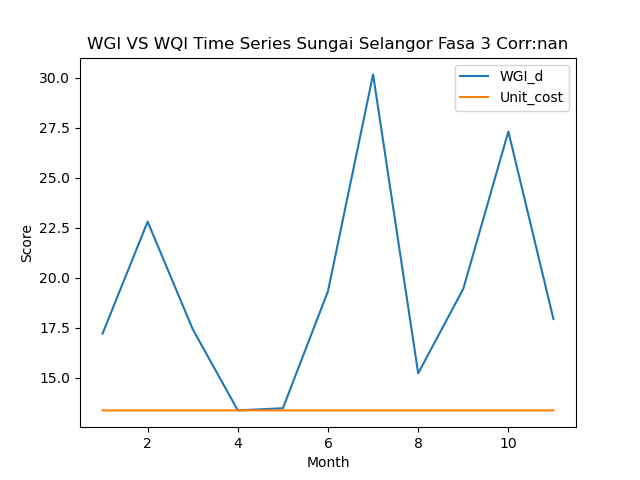 WGI VS WQI Time Series Sungai Selangor Fasa 3 Corr:nan
WGI_d
Unit_cost
Score
30.0
27.5
25.0
22.5
20.0
17.5
15.0
2 4 6 8 10
Month